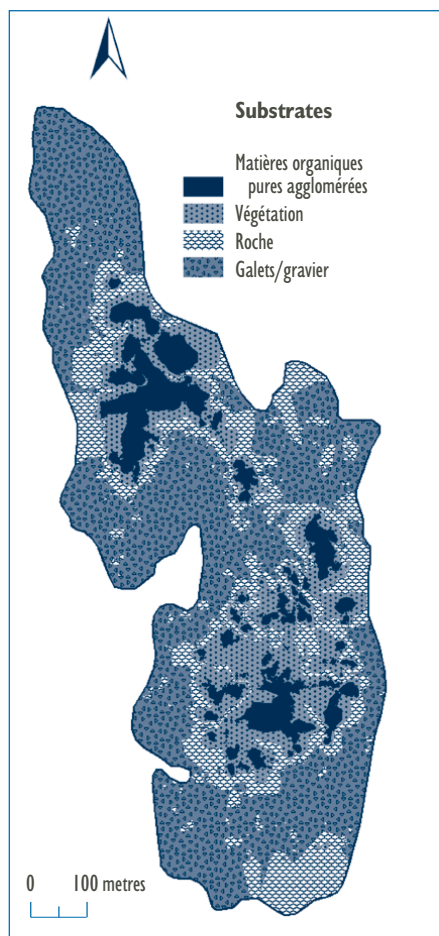 Substrates
Matières organiques
pures agglomérées
Végétation
Roche
Galets/gravier
0 100 metres